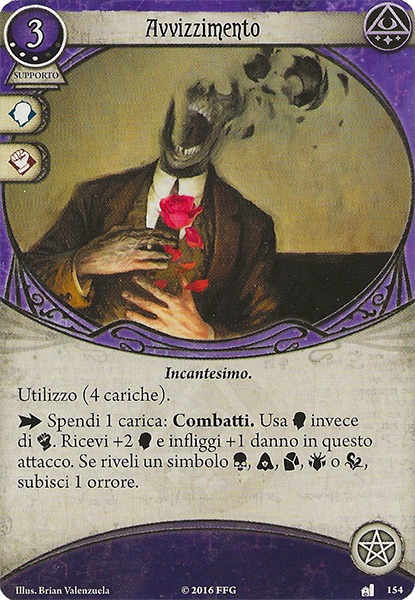 3
Avvizzimento
SUPPORTO
Incantesimo.
Utilizzo (4 cariche).
Spendi 1 carica: Combatti. Usa invece
di . Ricevi +2 e infliggi +1 danno in questo
attacco. Se riveli un simbolo , , , o ,
subisci 1 orrore.
Illus. Brian Valenzuela © 2016 FFG 154